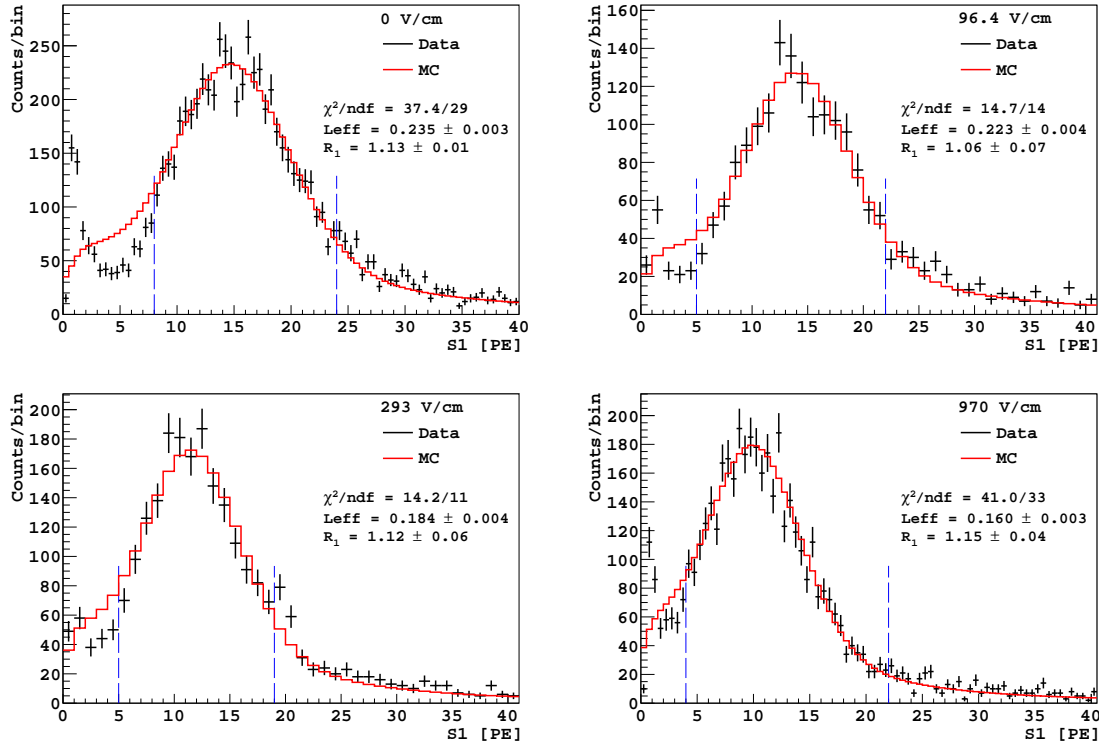 0 V/cm
Data
MC
χ²/ndf = 37.4/29
Leff = 0.235 ± 0.003
R₁ = 1.13 ± 0.01
Counts/bin
250
200
150
100
50
0
0 5 10 15 20 25 30 35 40
S1 [PE]
96.4 V/cm
Data
MC
χ²/ndf = 14.7/14
Leff = 0.223 ± 0.004
R₁ = 1.06 ± 0.07
Counts/bin
160
140
120
100
80
60
40
20
0
0 5 10 15 20 25 30 35 40
S1 [PE]
293 V/cm
Data
MC
χ²/ndf = 14.2/11
Leff = 0.184 ± 0.004
R₁ = 1.12 ± 0.06
Counts/bin
200
180
160
140
120
100
80
60
40
20
0
0 5 10 15 20 25 30 35 40
S1 [PE]
970 V/cm
Data
MC
χ²/ndf = 41.0/33
Leff = 0.160 ± 0.003
R₁ = 1.15 ± 0.04
Counts/bin
200
180
160
140
120
100
80
60
40
20
0
0 5 10 15 20 25 30 35 40
S1 [PE]